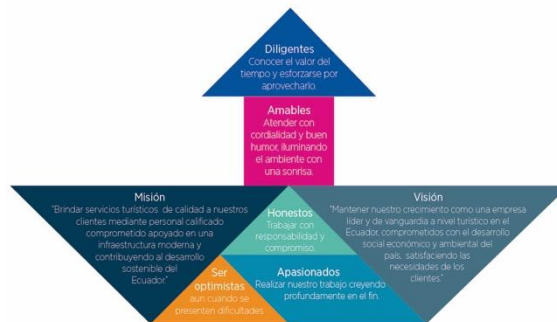 Diligentes
Conocer el valor del
tiempo y esforzarse por
aprovecharlo.
Amables
Atender con
cordialidad y buen
humor, iluminando
el ambiente con
una sonrisa.
Misión
"Brindar servicios turísticos de calidad a nuestros
clientes mediante personal calificado
comprometido apoyado en una
infraestructura moderna y
contribuyendo al desarrollo
sostenible del
Ecuador."
Honestos
Trabajar con
responsabilidad y
compromiso.
Visión
"Mantener nuestro crecimiento como una empresa
líder y de vanguardia a nivel turístico en el
Ecuador, comprometidos con el desarrollo
social económico y ambiental del
país, satisfaciendo las
necesidades de los
clientes."
Ser
optimistas
aun cuando se
presenten dificultades
Apasionados
Realizar nuestro trabajo creyendo
profundamente en el fin.